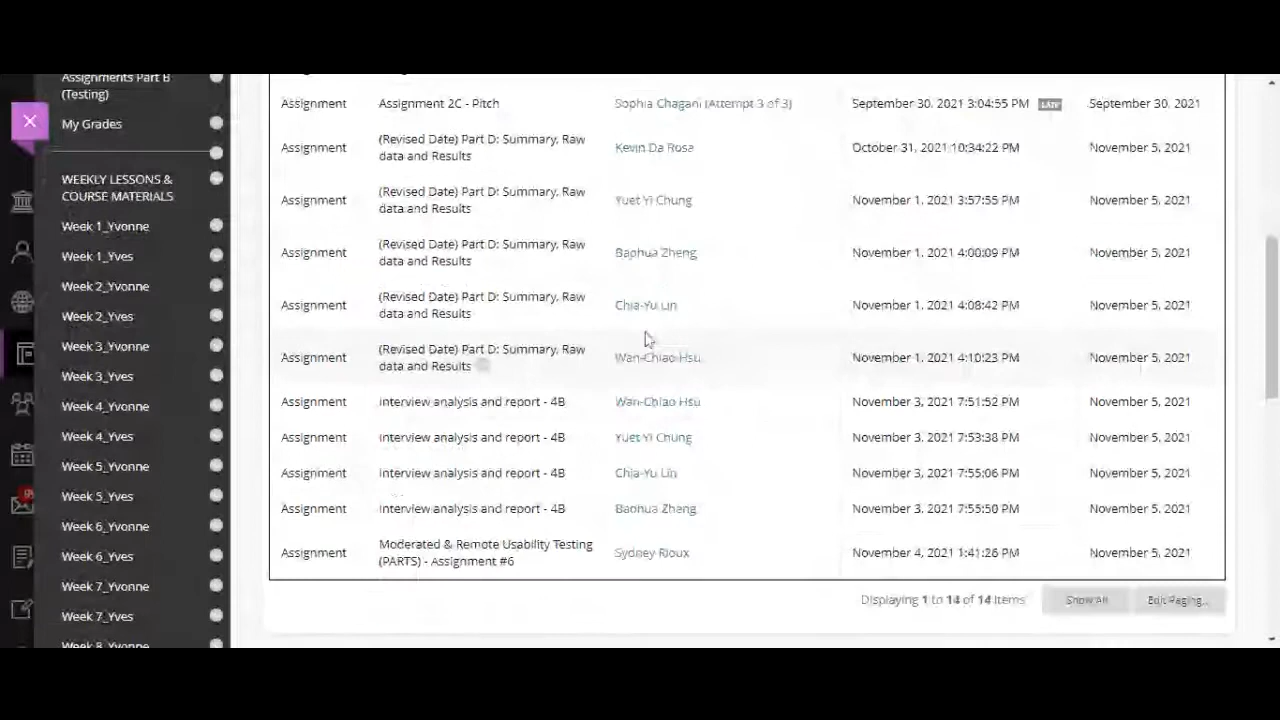 Assignments Part B
(Testing)
My Grades
WEEKLY LESSONS &
COURSE MATERIALS
Week 1_Yvonne
Week 1_Yves
Week 2_Yvonne
Week 2_Yves
Week 3_Yvonne
Week 3_Yves
Week 4_Yvonne
Week 4_Yves
Week 5_Yvonne
Week 5_Yves
Week 6_Yvonne
Week 6_Yves
Week 7_Yvonne
Week 7_Yves
Week 8_Yvonne
Assignment Assignment 2C - Pitch Sophia Chagani (Attempt 3 of 3) September 30, 2021 3:04:55 PM LATE September 30, 2021
(Revised Date) Part D: Summary, Raw
Assignment data and Results Kevin Da Rosa October 31, 2021 10:34:22 PM November 5, 2021
(Revised Date) Part D: Summary, Raw
Assignment data and Results Yuet Yi Chung November 1, 2021 3:57:55 PM November 5, 2021
(Revised Date) Part D: Summary, Raw
Assignment data and Results Baohua Zheng November 1, 2021 4:00:09 PM November 5, 2021
(Revised Date) Part D: Summary, Raw
Assignment data and Results Chia-Yu Lin November 1, 2021 4:08:42 PM November 5, 2021
(Revised Date) Part D: Summary, Raw
Assignment data and Results Wan-Chiao Hsu November 1, 2021 4:10:23 PM November 5, 2021
Assignment Interview analysis and report - 4B Wan-Chiao Hsu November 3, 2021 7:51:52 PM November 5, 2021
Assignment Interview analysis and report - 4B Yuet Yi Chung November 3, 2021 7:53:38 PM November 5, 2021
Assignment Interview analysis and report - 4B Chia-Yu Lin November 3, 2021 7:55:06 PM November 5, 2021
Assignment Interview analysis and report - 4B Baohua Zheng November 3, 2021 7:55:50 PM November 5, 2021
Moderated & Remote Usability Testing
Assignment (PARTS) - Assignment #6 Sydney Rioux November 4, 2021 1:41:26 PM November 5, 2021
Displaying 1 to 14 of 14 items Show All Edit Paging...